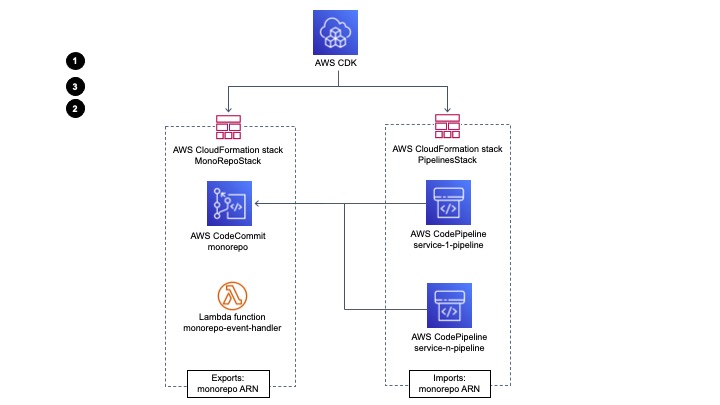 AWS CDK
1
3
2
AWS CloudFormation stack
MonoRepoStack
AWS CodeCommit
monorepo
Lambda function
monorepo-event-handler
Exports:
monorepo ARN
AWS CloudFormation stack
PipelinesStack
AWS CodePipeline
service-1-pipeline
AWS CodePipeline
service-n-pipeline
Imports:
monorepo ARN